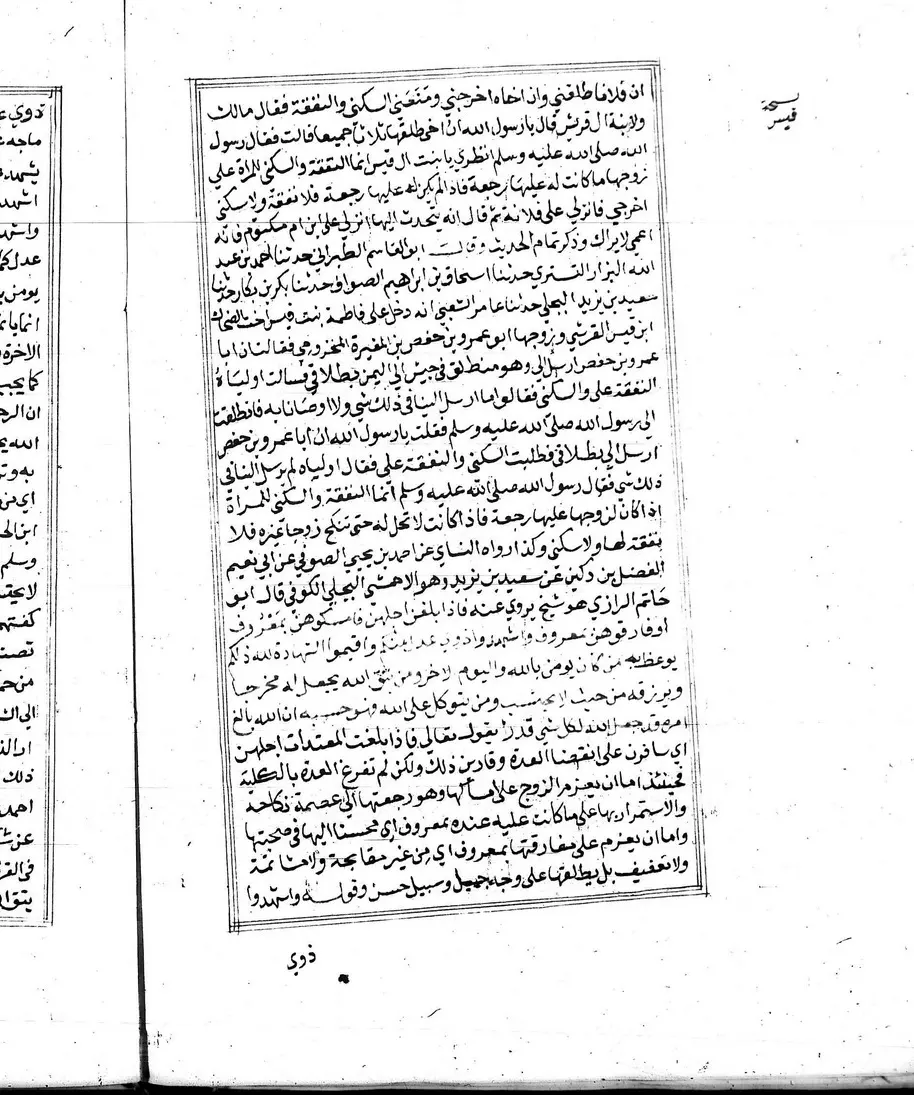 ان فلانا طلقني وان اخاه اخرجني ومنعني السكنى والنفقة فقال مالك
ولابنة ال قريش قال يا رسول الله ان اخي طلقها ثلاثا جميعا قالت فقال رسول
الله صلى الله عليه وسلم انظري يا بنت ال قيس انما النفقة والسكنى للمراة على
زوجها ما كانت له عليها رجعة فاذا لم يكن له عليها رجعة فلا نفقة ولا سكنى
اخرجي فانزلي على فلانة ثم قال انه يتحدث اليها انزلي على ابن ام مكتوم فانه
اعمى لا يراك وذكر تمام الحديث وقال ابو القاسم الطبراني حدثنا احمد بن عبد
الله البزار التستري حدثنا اسحاق بن ابراهيم الصواف حدثنا بكر بن بكار حدثنا
سعيد بن يزيد البجلي حدثنا عامر الشعبي انه دخل على فاطمة بنت قيس اخت الضحاك
ابن قيس القرشي وزوجها ابو عمرو بن حفص بن المغيرة المخزومي فقالت ان ابا
عمرو بن حفص ارسل الي وهو منطلق في جيش الى اليمن بطلاقي فسالت اولياه
النفقة علي والسكنى فقالوا ما ارسل الينا في ذلك شي ولا اوصانا به فانطلقت
الى رسول الله صلى الله عليه وسلم فقلت يا رسول الله ان ابا عمرو بن حفص
ارسل الي بطلاقي فطلبت السكنى والنفقة علي فقال اولياه لم يرسل الينا في
ذلك شي فقال رسول الله صلى الله عليه وسلم انما النفقة والسكنى للمراة
اذا كان لزوجها عليها رجعة فاذا كانت لا تحل له حتى تنكح زوجا غيره فلا
نفقة لها ولا سكنى وكذا رواه النساي عن احمد بن يحيى الصوفي عن ابي نعيم
الفضل بن دكين عن سعيد بن يزيد وهو الاحمسي البجلي الكوفي قال ابو
حاتم الرازي هو شيخ يروي عنه فاذا بلغن اجلهن فامسكوهن بمعروف
او فارقوهن بمعروف واشهدوا ذوي عدل منكم واقيموا الشهادة لله ذلكم
يوعظ به من كان يومن بالله واليوم الاخر ومن يتق الله يجعل له مخرجا
ويرزقه من حيث لا يحتسب ومن يتوكل على الله فهو حسبه ان الله بالغ
امره قد جعل الله لكل شي قدرا يقول تعالى فاذا بلغت المعتدات اجلهن
اي شارفن على انقضا العدة وقاربن ذلك ولكن لم تفرغ العدة بالكلية
فحينئذ اما ان يعزم الزوج على امساكها وهو رجعتها الى عصمة نكاحه
والاستمرار بها على ما كانت عليه عنده بمعروف اي محسنا اليها في صحبتها
واما ان يعزم على مفارقتها بمعروف اي من غير مقابحة ولا مشاتمة
ولا تعفيف بل يطلقها على وجه جميل وسبيل حسن وقوله واشهدوا
ذوي
نسخة
قيس